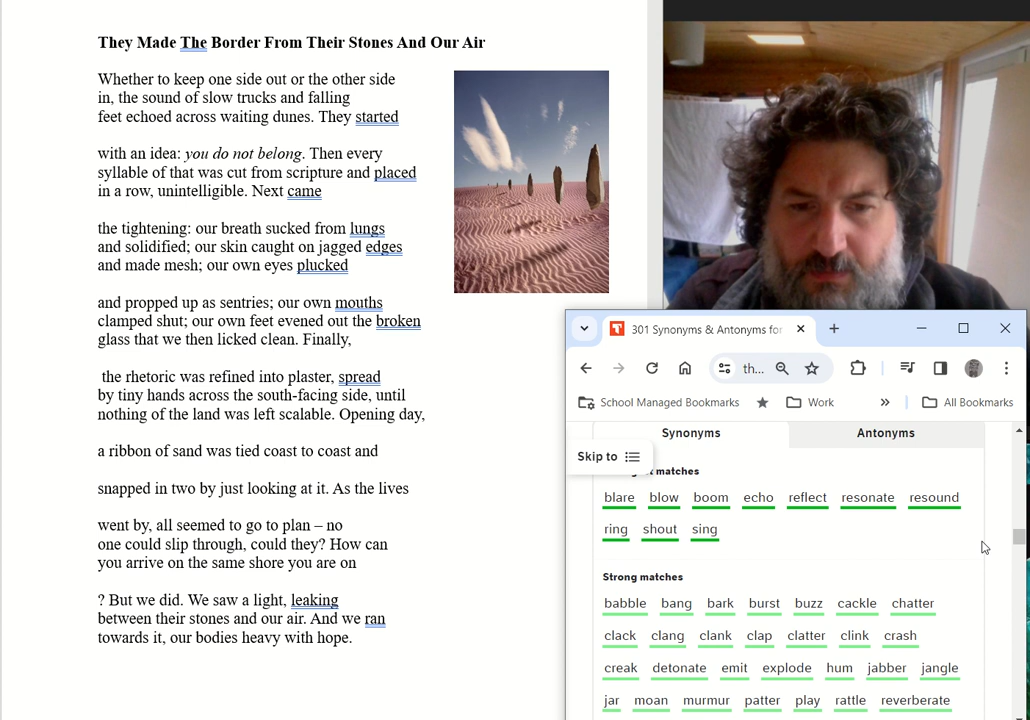 They Made The Border From Their Stones And Our Air
Whether to keep one side out or the other side
in, the sound of slow trucks and falling
feet echoed across waiting dunes. They started
with an idea: you do not belong. Then every
syllable of that was cut from scripture and placed
in a row, unintelligible. Next came
the tightening: our breath sucked from lungs
and solidified; our skin caught on jagged edges
and made mesh; our own eyes plucked
and propped up as sentries; our own mouths
clamped shut; our own feet evened out the broken
glass that we then licked clean. Finally,
the rhetoric was refined into plaster, spread
by tiny hands across the south-facing side, until
nothing of the land was left scalable. Opening day,
a ribbon of sand was tied coast to coast and
snapped in two by just looking at it. As the lives
went by, all seemed to go to plan – no
one could slip through, could they? How can
you arrive on the same shore you are on
? But we did. We saw a light, leaking
between their stones and our air. And we ran
towards it, our bodies heavy with hope.
301 Synonyms & Antonyms for
th...
School Managed Bookmarks
Work
All Bookmarks
Synonyms
Antonyms
Skip to
matches
blare blow boom echo reflect resonate resound
ring shout sing
Strong matches
babble bang bark burst buzz cackle chatter
clack clang clank clap clatter clink crash
creak detonate emit explode hum jabber jangle
jar moan murmur patter play rattle reverberate